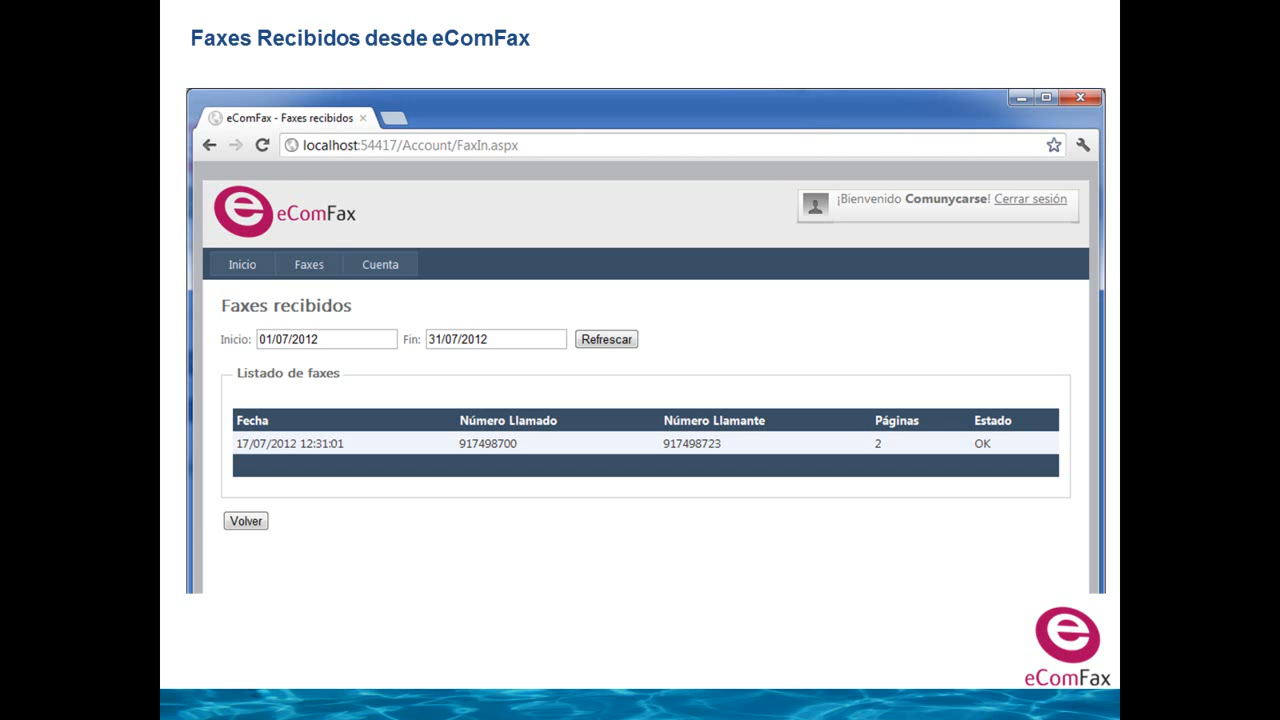 Faxes Recibidos desde eComFax
eComFax - Faxes recibidos
localhost:54417/Account/FaxIn.aspx
eComFax
¡Bienvenido Comunycarse! Cerrar sesión
Inicio Faxes Cuenta
Faxes recibidos
Inicio: 01/07/2012 Fin: 31/07/2012 Refrescar
Listado de faxes
Fecha Número Llamado Número Llamante Páginas Estado
17/07/2012 12:31:01 917498700 917498723 2 OK
Volver
eComFax